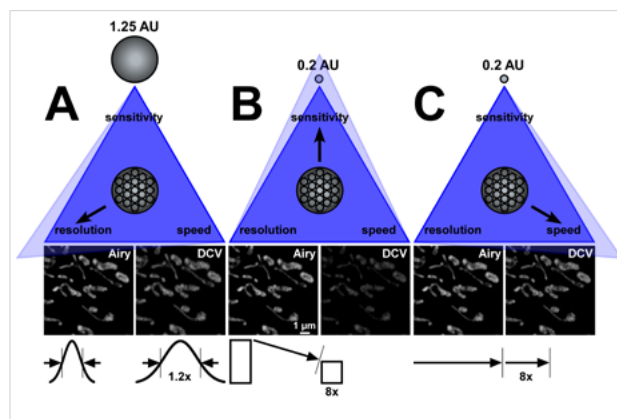 1.25 AU
0.2 AU
0.2 AU
A
B
C
sensitivity
sensitivity
sensitivity
resolution
speed
resolution
speed
resolution
speed
Airy
DCV
Airy
DCV
Airy
DCV
1 µm
1.2x
8x
8x